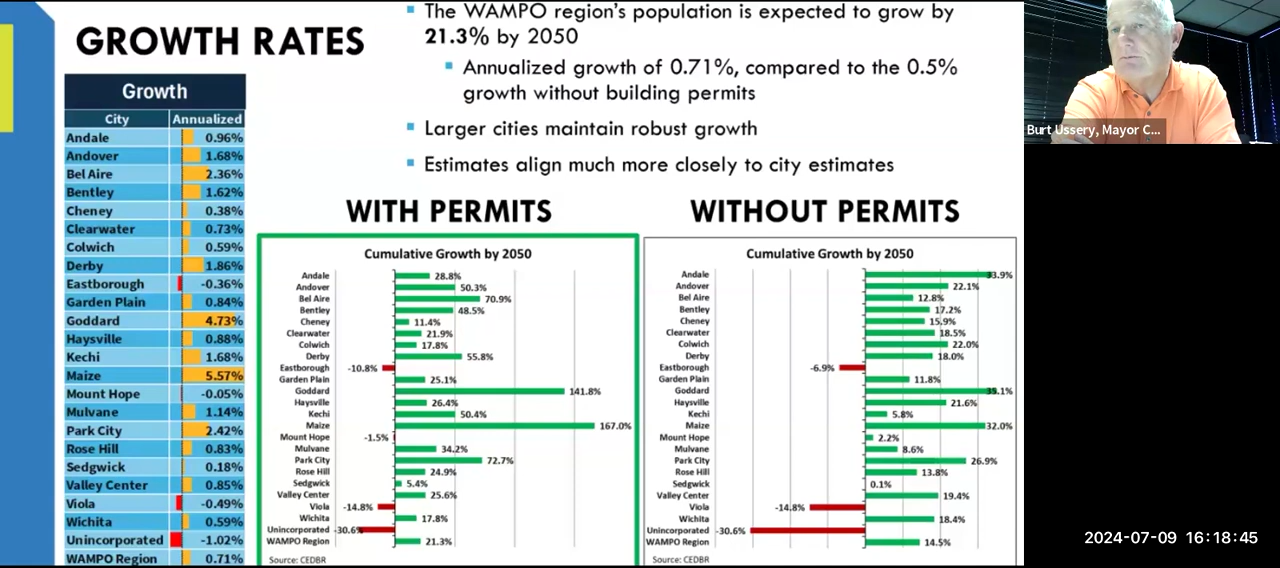 GROWTH RATES
The WAMPO region's population is expected to grow by
21.3% by 2050
Annualized growth of 0.71%, compared to the 0.5%
growth without building permits
Larger cities maintain robust growth
Estimates align much more closely to city estimates
Growth
City Annualized
Andale 0.96%
Andover 1.68%
Bel Aire 2.36%
Bentley 1.62%
Cheney 0.38%
Clearwater 0.73%
Colwich 0.59%
Derby 1.86%
Eastborough -0.36%
Garden Plain 0.84%
Goddard 4.73%
Haysville 0.88%
Kechi 1.68%
Maize 5.57%
Mount Hope -0.05%
Mulvane 1.14%
Park City 2.42%
Rose Hill 0.83%
Sedgwick 0.18%
Valley Center 0.85%
Viola -0.49%
Wichita 0.59%
Unincorporated -1.02%
WAMPO Region 0.71%
WITH PERMITS
Cumulative Growth by 2050
Andale 28.8%
Andover 50.3%
Bel Aire 70.9%
Bentley 48.5%
Cheney 11.4%
Clearwater 21.9%
Colwich 17.8%
Derby 55.8%
Eastborough -10.8%
Garden Plain 25.1%
Goddard 141.8%
Haysville 26.4%
Kechi 50.4%
Maize 167.0%
Mount Hope -1.5%
Mulvane 34.2%
Park City 72.7%
Rose Hill 24.9%
Sedgwick 5.4%
Valley Center 25.6%
Viola -14.8%
Wichita 17.8%
Unincorporated -30.6%
WAMPO Region 21.3%
Source: CEDBR
WITHOUT PERMITS
Cumulative Growth by 2050
Andale 33.9%
Andover 22.1%
Bel Aire 12.8%
Bentley 17.2%
Cheney 15.9%
Clearwater 18.5%
Colwich 22.0%
Derby 18.0%
Eastborough -6.9%
Garden Plain 11.8%
Goddard 35.1%
Haysville 21.6%
Kechi 5.8%
Maize 32.0%
Mount Hope 2.2%
Mulvane 8.6%
Park City 26.9%
Rose Hill 13.8%
Sedgwick 0.1%
Valley Center 19.4%
Viola -14.8%
Wichita 18.4%
Unincorporated -30.6%
WAMPO Region 14.5%
Source: CEDBR
Burt Ussery, Mayor C...
2024-07-09 16:18:45